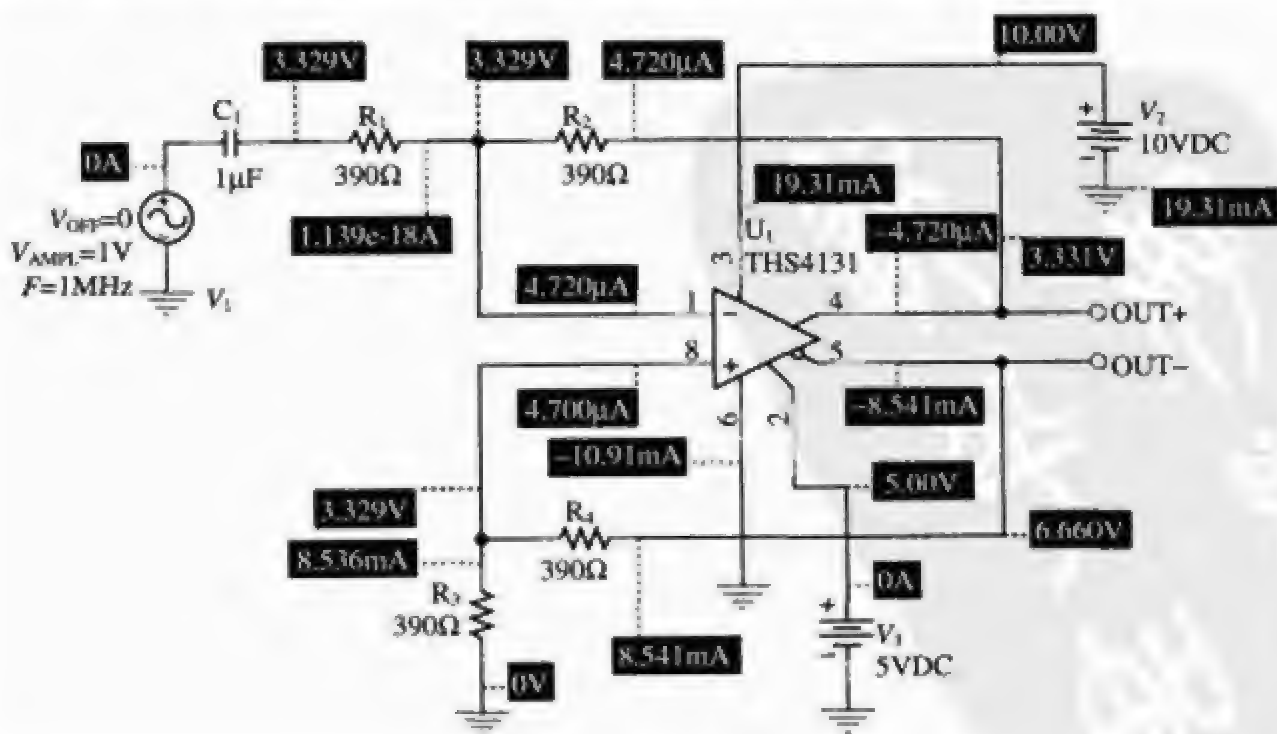 10.00V
3.329V
3.329V
4.720μA
C₁
R₁
R₂
V₂
10VDC
0A
1μF
390Ω
390Ω
19.31mA
19.31mA
V_OFF=0
V_AMPL=1V
F=1MHz
V₁
1.139e-18A
U₁
THS4131
-4.720μA
3.331V
3
4.720μA
1
-
4
OUT+
8
+
5
OUT-
4.700μA
6
2
-8.541mA
-10.91mA
3.329V
5.00V
R₄
8.536mA
390Ω
6.660V
0A
R₃
390Ω
+
-
5VDC
8.541mA
0V